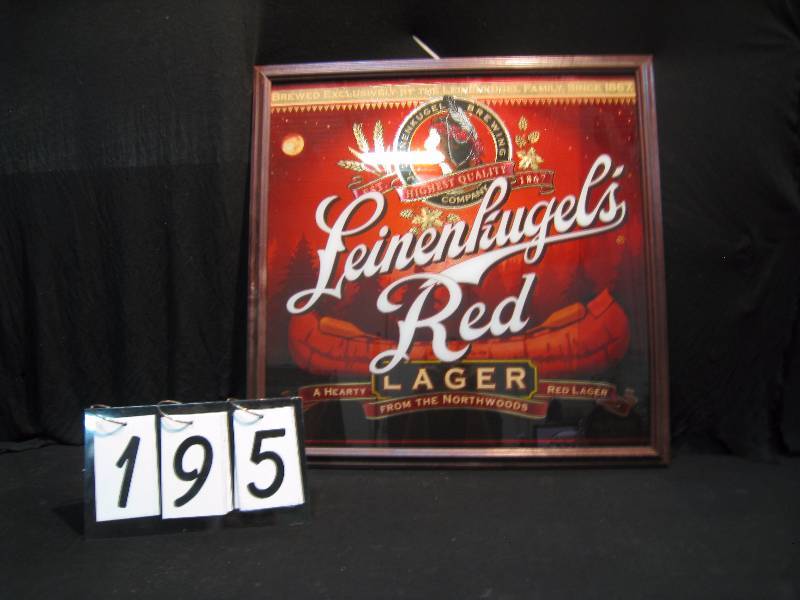 BREWED EXCLUSIVELY BY THE LEINENKUGEL FAMILY SINCE 1867
LEINENKUGEL BREWING
EST. HIGHEST QUALITY 1867
COMPANY
Leinenkugel's
Red
LAGER
A HEARTY RED LAGER
FROM THE NORTHWOODS
195